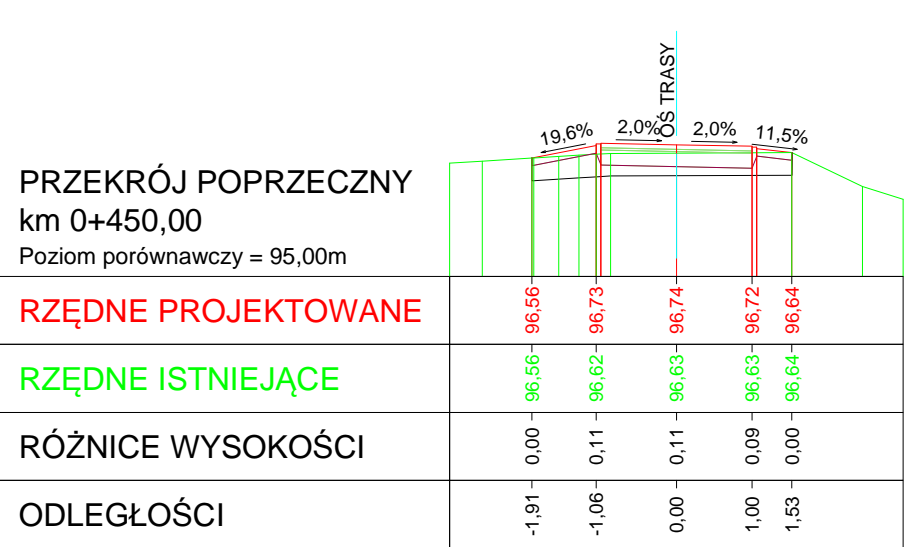 OŚ TRASY
19,6% 2,0% 2,0% 11,5%
PRZEKRÓJ POPRZECZNY
km 0+450,00
Poziom porównawczy = 95,00m
RZĘDNE PROJEKTOWANE 96,56 96,73 96,74 96,72 96,64
RZĘDNE ISTNIEJĄCE 96,56 96,62 96,63 96,63 96,64
RÓŻNICE WYSOKOŚCI 0,00 0,11 0,11 0,09 0,00
ODLEGŁOŚCI -1,91 -1,06 0,00 1,00 1,53